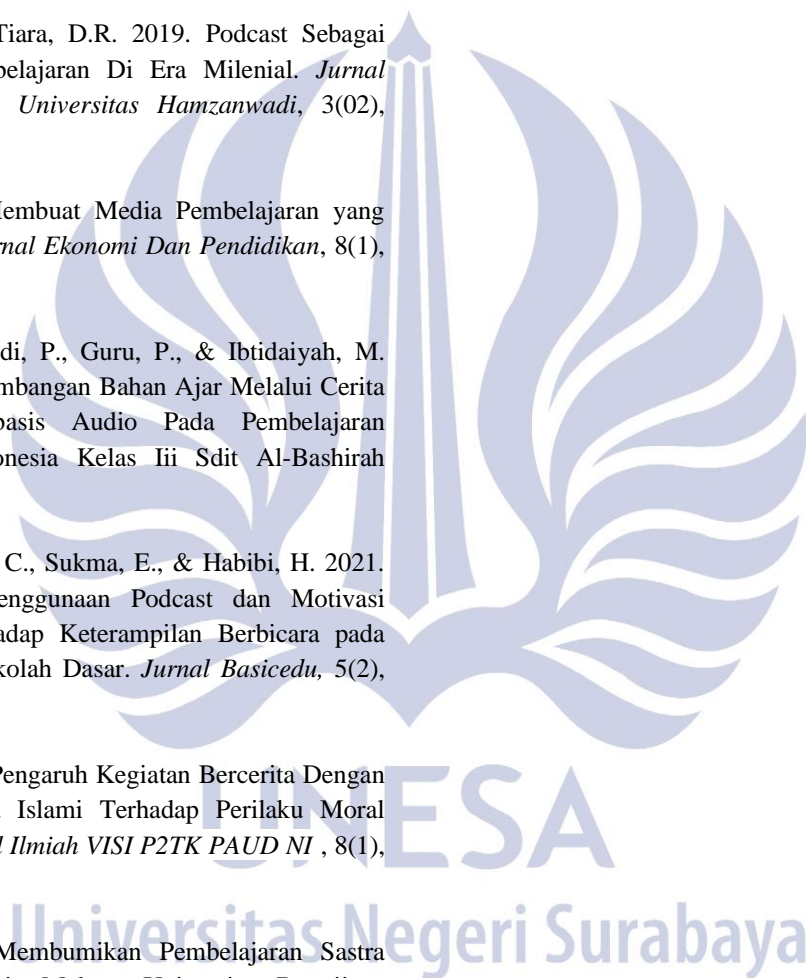 Tiara, D.R. 2019. Podcast Sebagai
belajaran Di Era Milenial. Jurnal
Universitas Hamzanwadi, 3(02),
Membuat Media Pembelajaran yang
rnal Ekonomi Dan Pendidikan, 8(1),
di, P., Guru, P., & Ibtidaiyah, M.
mbangan Bahan Ajar Melalui Cerita
basis Audio Pada Pembelajaran
onesia Kelas Iii Sdit Al-Bashirah
C., Sukma, E., & Habibi, H. 2021.
enggunaan Podcast dan Motivasi
adap Keterampilan Berbicara pada
kolah Dasar. Jurnal Basicedu, 5(2),
Pengaruh Kegiatan Bercerita Dengan
Islami Terhadap Perilaku Moral
l Ilmiah VISI P2TK PAUD NI , 8(1),
UNESA
Universitas Negeri Surabaya
Membumikan Pembelajaran Sastra